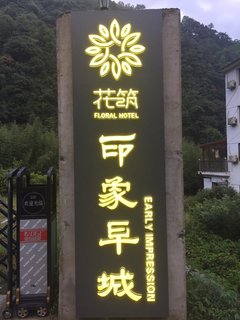 花筑
FLORAL HOTEL
印象早城
EARLY IMPRESSION